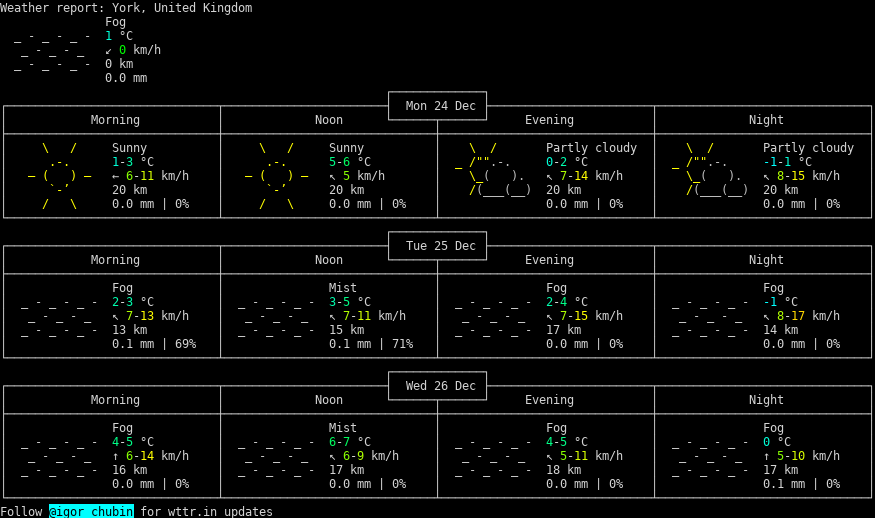 Weather report: York, United Kingdom
Fog
1 °C
↙ 0 km/h
0 km
0.0 mm
Mon 24 Dec
Morning Noon Evening Night
Sunny Sunny Partly cloudy Partly cloudy
1-3 °C 5-6 °C 0-2 °C -1-1 °C
← 6-11 km/h ↖ 5 km/h ↖ 7-14 km/h ↖ 8-15 km/h
20 km 20 km 20 km 20 km
0.0 mm | 0% 0.0 mm | 0% 0.0 mm | 0% 0.0 mm | 0%
Tue 25 Dec
Morning Noon Evening Night
Fog Mist Fog Fog
2-3 °C 3-5 °C 2-4 °C -1 °C
↖ 7-13 km/h ↖ 7-11 km/h ↖ 7-15 km/h ↖ 8-17 km/h
13 km 15 km 17 km 14 km
0.1 mm | 69% 0.1 mm | 71% 0.0 mm | 0% 0.0 mm | 0%
Wed 26 Dec
Morning Noon Evening Night
Fog Mist Fog Fog
4-5 °C 6-7 °C 4-5 °C 0 °C
↑ 6-14 km/h ↖ 6-9 km/h ↖ 5-11 km/h ↑ 5-10 km/h
16 km 17 km 18 km 17 km
0.0 mm | 0% 0.0 mm | 0% 0.0 mm | 0% 0.1 mm | 0%
Follow @igor_chubin for wttr.in updates